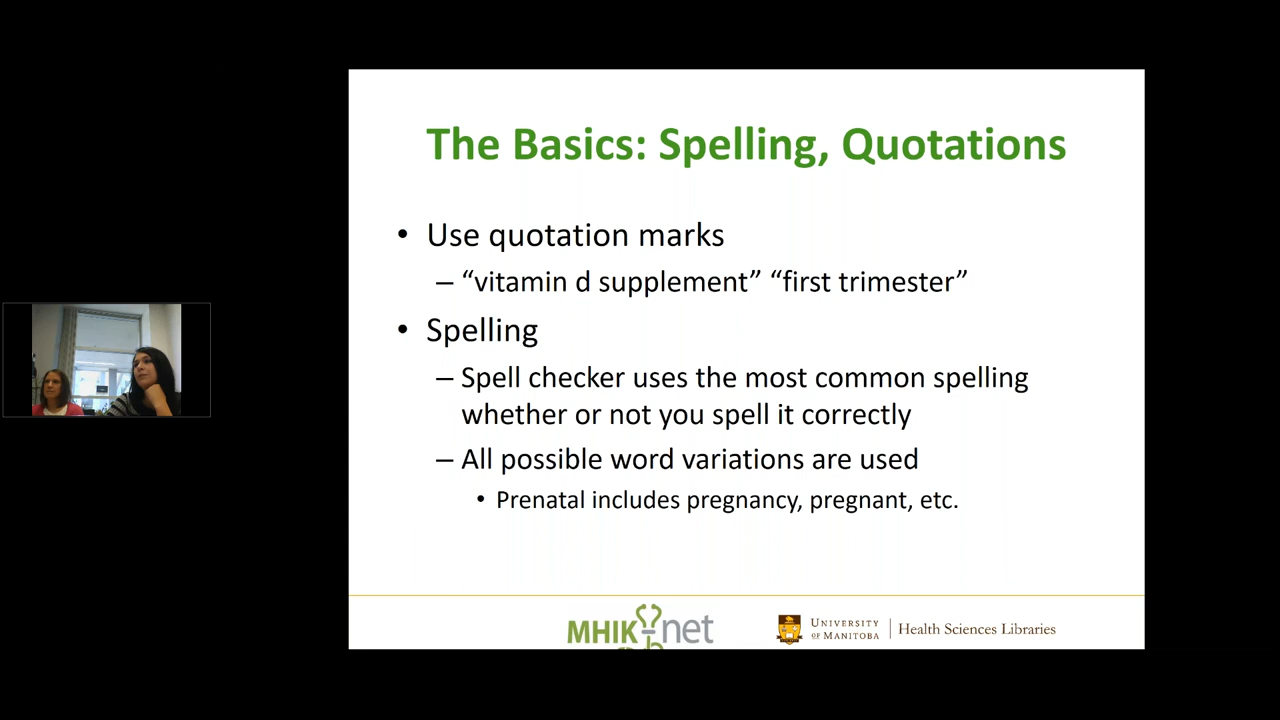 The Basics: Spelling, Quotations
• Use quotation marks
– “vitamin d supplement” “first trimester”
• Spelling
– Spell checker uses the most common spelling
whether or not you spell it correctly
– All possible word variations are used
• Prenatal includes pregnancy, pregnant, etc.
MHIK-net
UNIVERSITY
OF MANITOBA
Health Sciences Libraries